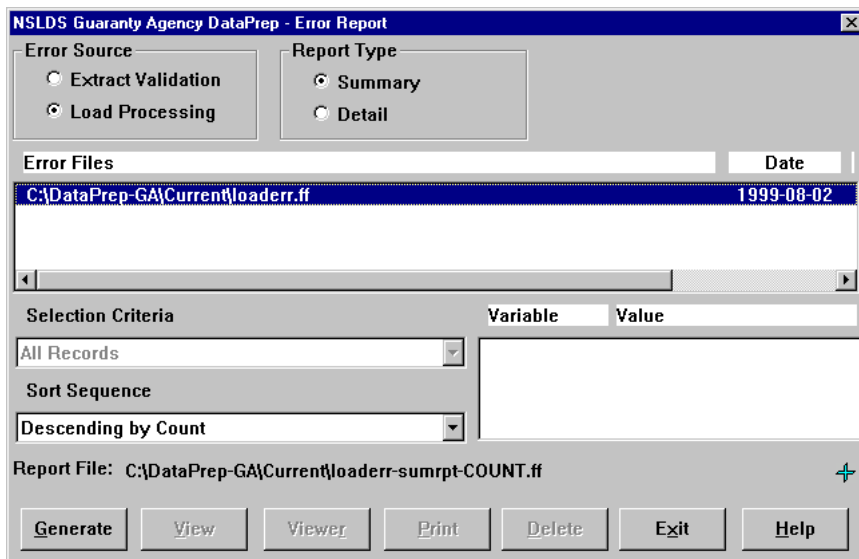 NSLDS Guaranty Agency DataPrep - Error Report
Error Source
Report Type
Extract Validation
Summary
Load Processing
Detail
Error Files Date
C:\DataPrep-GA\Current\loaderr.ff 1999-08-02
Selection Criteria Variable Value
All Records
Sort Sequence
Descending by Count
Report File: C:\DataPrep-GA\Current\loaderr-sumrpt-COUNT.ff
Generate View Viewer Print Delete Exit Help